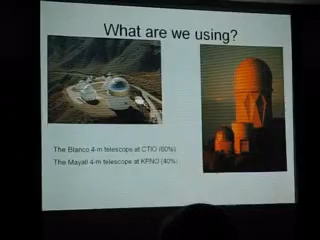 What are we using?
The Blanco 4-m telescope at CTIO (60%)
The Mayall 4-m telescope at KPNO (40%)